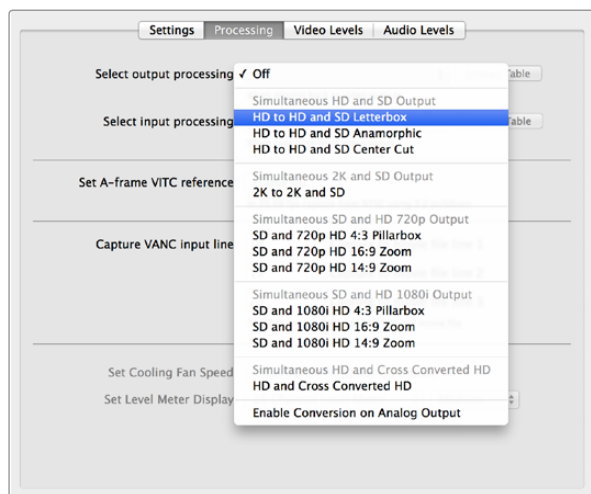 Settings Processing Video Levels Audio Levels
Select output processing ✓ Off
Table
Simultaneous HD and SD Output
HD to HD and SD Letterbox
Select input processing
Table
HD to HD and SD Anamorphic
HD to HD and SD Center Cut
Simultaneous 2K and SD Output
Set A-frame VITC reference
2K to 2K and SD
Simultaneous SD and HD 720p Output
SD and 720p HD 4:3 Pillarbox
Capture VANC input line
SD and 720p HD 16:9 Zoom
SD and 720p HD 14:9 Zoom
Simultaneous SD and HD 1080i Output
SD and 1080i HD 4:3 Pillarbox
SD and 1080i HD 16:9 Zoom
SD and 1080i HD 14:9 Zoom
Simultaneous HD and Cross Converted HD
Set Cooling Fan Speed
HD and Cross Converted HD
Set Level Meter Display
Enable Conversion on Analog Output